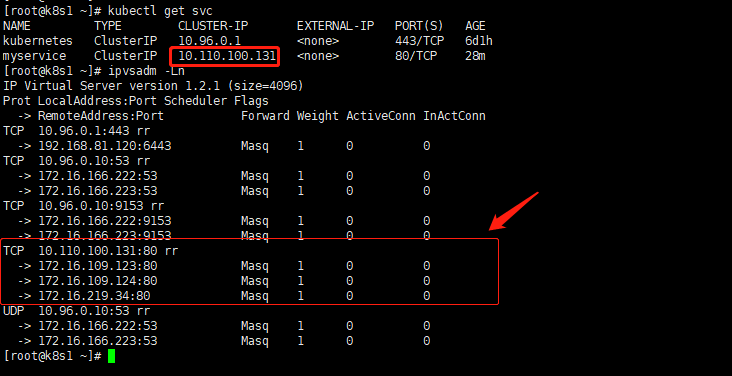 [root@k8s1 ~]# kubectl get svc
NAME         TYPE        CLUSTER-IP       EXTERNAL-IP   PORT(S)   AGE
kubernetes   ClusterIP   10.96.0.1        <none>        443/TCP   6d1h
myservice    ClusterIP   10.110.100.131   <none>        80/TCP    28m
[root@k8s1 ~]# ipvsadm -Ln
IP Virtual Server version 1.2.1 (size=4096)
Prot LocalAddress:Port Scheduler Flags
  -> RemoteAddress:Port           Forward Weight ActiveConn InActConn
TCP  10.96.0.1:443 rr
  -> 192.168.81.120:6443          Masq    1      0          0
TCP  10.96.0.10:53 rr
  -> 172.16.166.222:53            Masq    1      0          0
  -> 172.16.166.223:53            Masq    1      0          0
TCP  10.96.0.10:9153 rr
  -> 172.16.166.222:9153          Masq    1      0          0
  -> 172.16.166.223:9153          Masq    1      0          0
TCP  10.110.100.131:80 rr
  -> 172.16.109.123:80            Masq    1      0          0
  -> 172.16.109.124:80            Masq    1      0          0
  -> 172.16.219.34:80             Masq    1      0          0
UDP  10.96.0.10:53 rr
  -> 172.16.166.222:53            Masq    1      0          0
  -> 172.16.166.223:53            Masq    1      0          0
[root@k8s1 ~]#